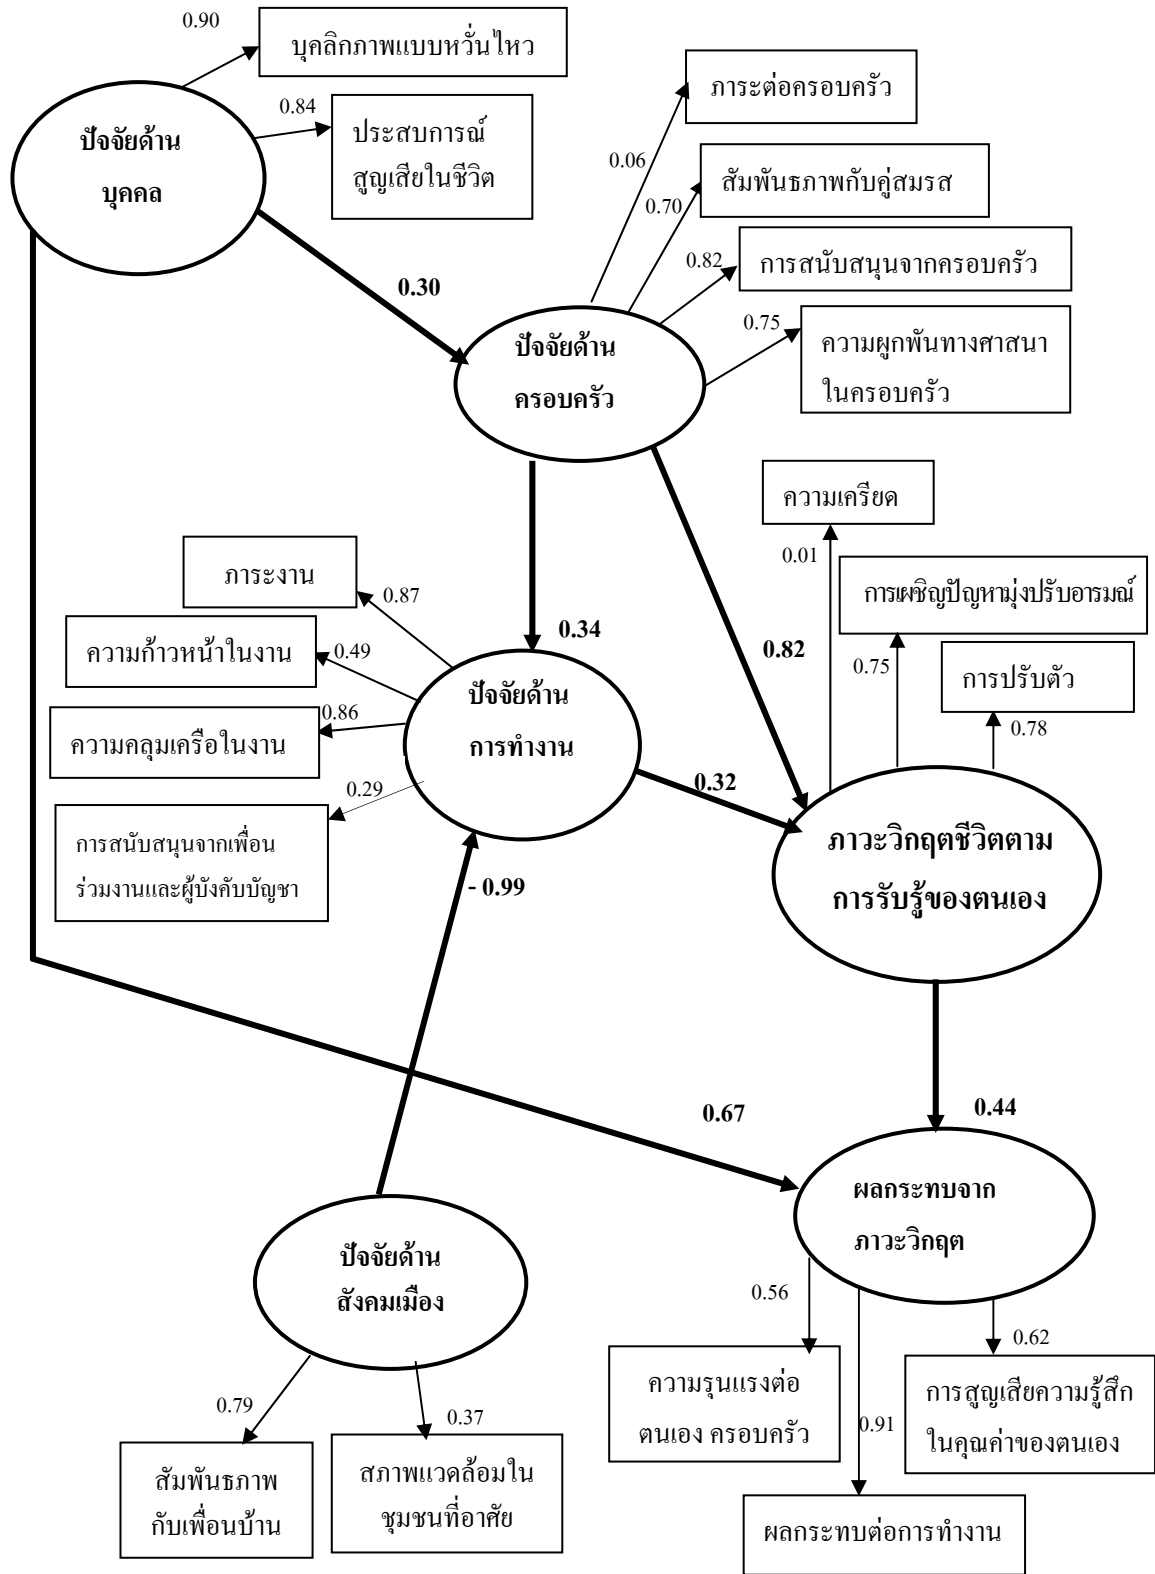 0.90
บุคลิกภาพแบบหวั่นไหว
0.84
ประสบการณ์
สูญเสียในชีวิต
ปัจจัยด้าน
บุคคล
ภาระต่อครอบครัว
0.06
สัมพันธภาพกับคู่สมรส
0.70
การสนับสนุนจากครอบครัว
0.82
0.30
0.75
ความผูกพันทางศาสนา
ในครอบครัว
ปัจจัยด้าน
ครอบครัว
ความเครียด
0.01
ภาระงาน
0.87
การเผชิญปัญหามุ่งปรับอารมณ์
0.75
ความก้าวหน้าในงาน
0.49
0.34
0.82
การปรับตัว
0.78
ความคลุมเครือในงาน
0.86
ปัจจัยด้าน
การทำงาน
0.29
0.32
การสนับสนุนจากเพื่อน
ร่วมงานและผู้บังคับบัญชา
- 0.99
ภาวะวิกฤตชีวิตตาม
การรับรู้ของตนเอง
0.67
0.44
ผลกระทบจาก
ภาวะวิกฤต
ปัจจัยด้าน
สังคมเมือง
0.56
0.62
0.79
0.37
ความรุนแรงต่อ
ตนเอง ครอบครัว
0.91
การสูญเสียความรู้สึก
ในคุณค่าของตนเอง
สัมพันธภาพ
กับเพื่อนบ้าน
สภาพแวดล้อมใน
ชุมชนที่อาศัย
ผลกระทบต่อการทำงาน